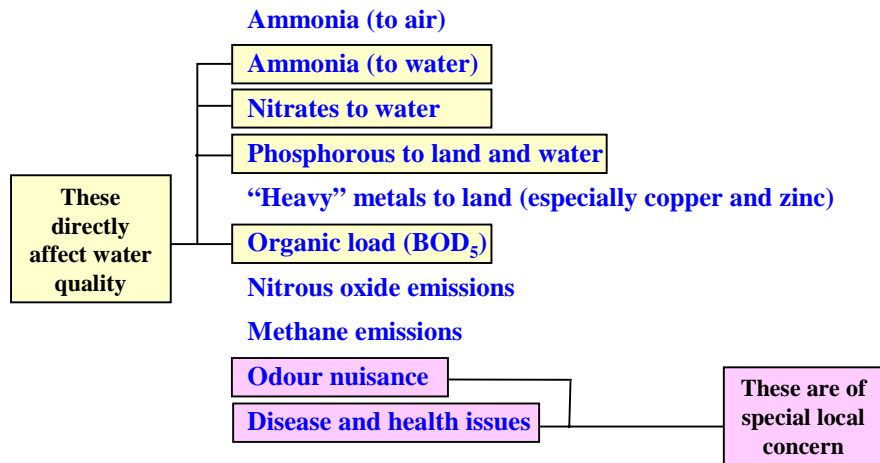 Ammonia (to air)
Ammonia (to water)
Nitrates to water
Phosphorous to land and water
“Heavy” metals to land (especially copper and zinc)
Organic load (BOD₅)
Nitrous oxide emissions
Methane emissions
Odour nuisance
Disease and health issues
These
directly
affect water
quality
These are of
special local
concern